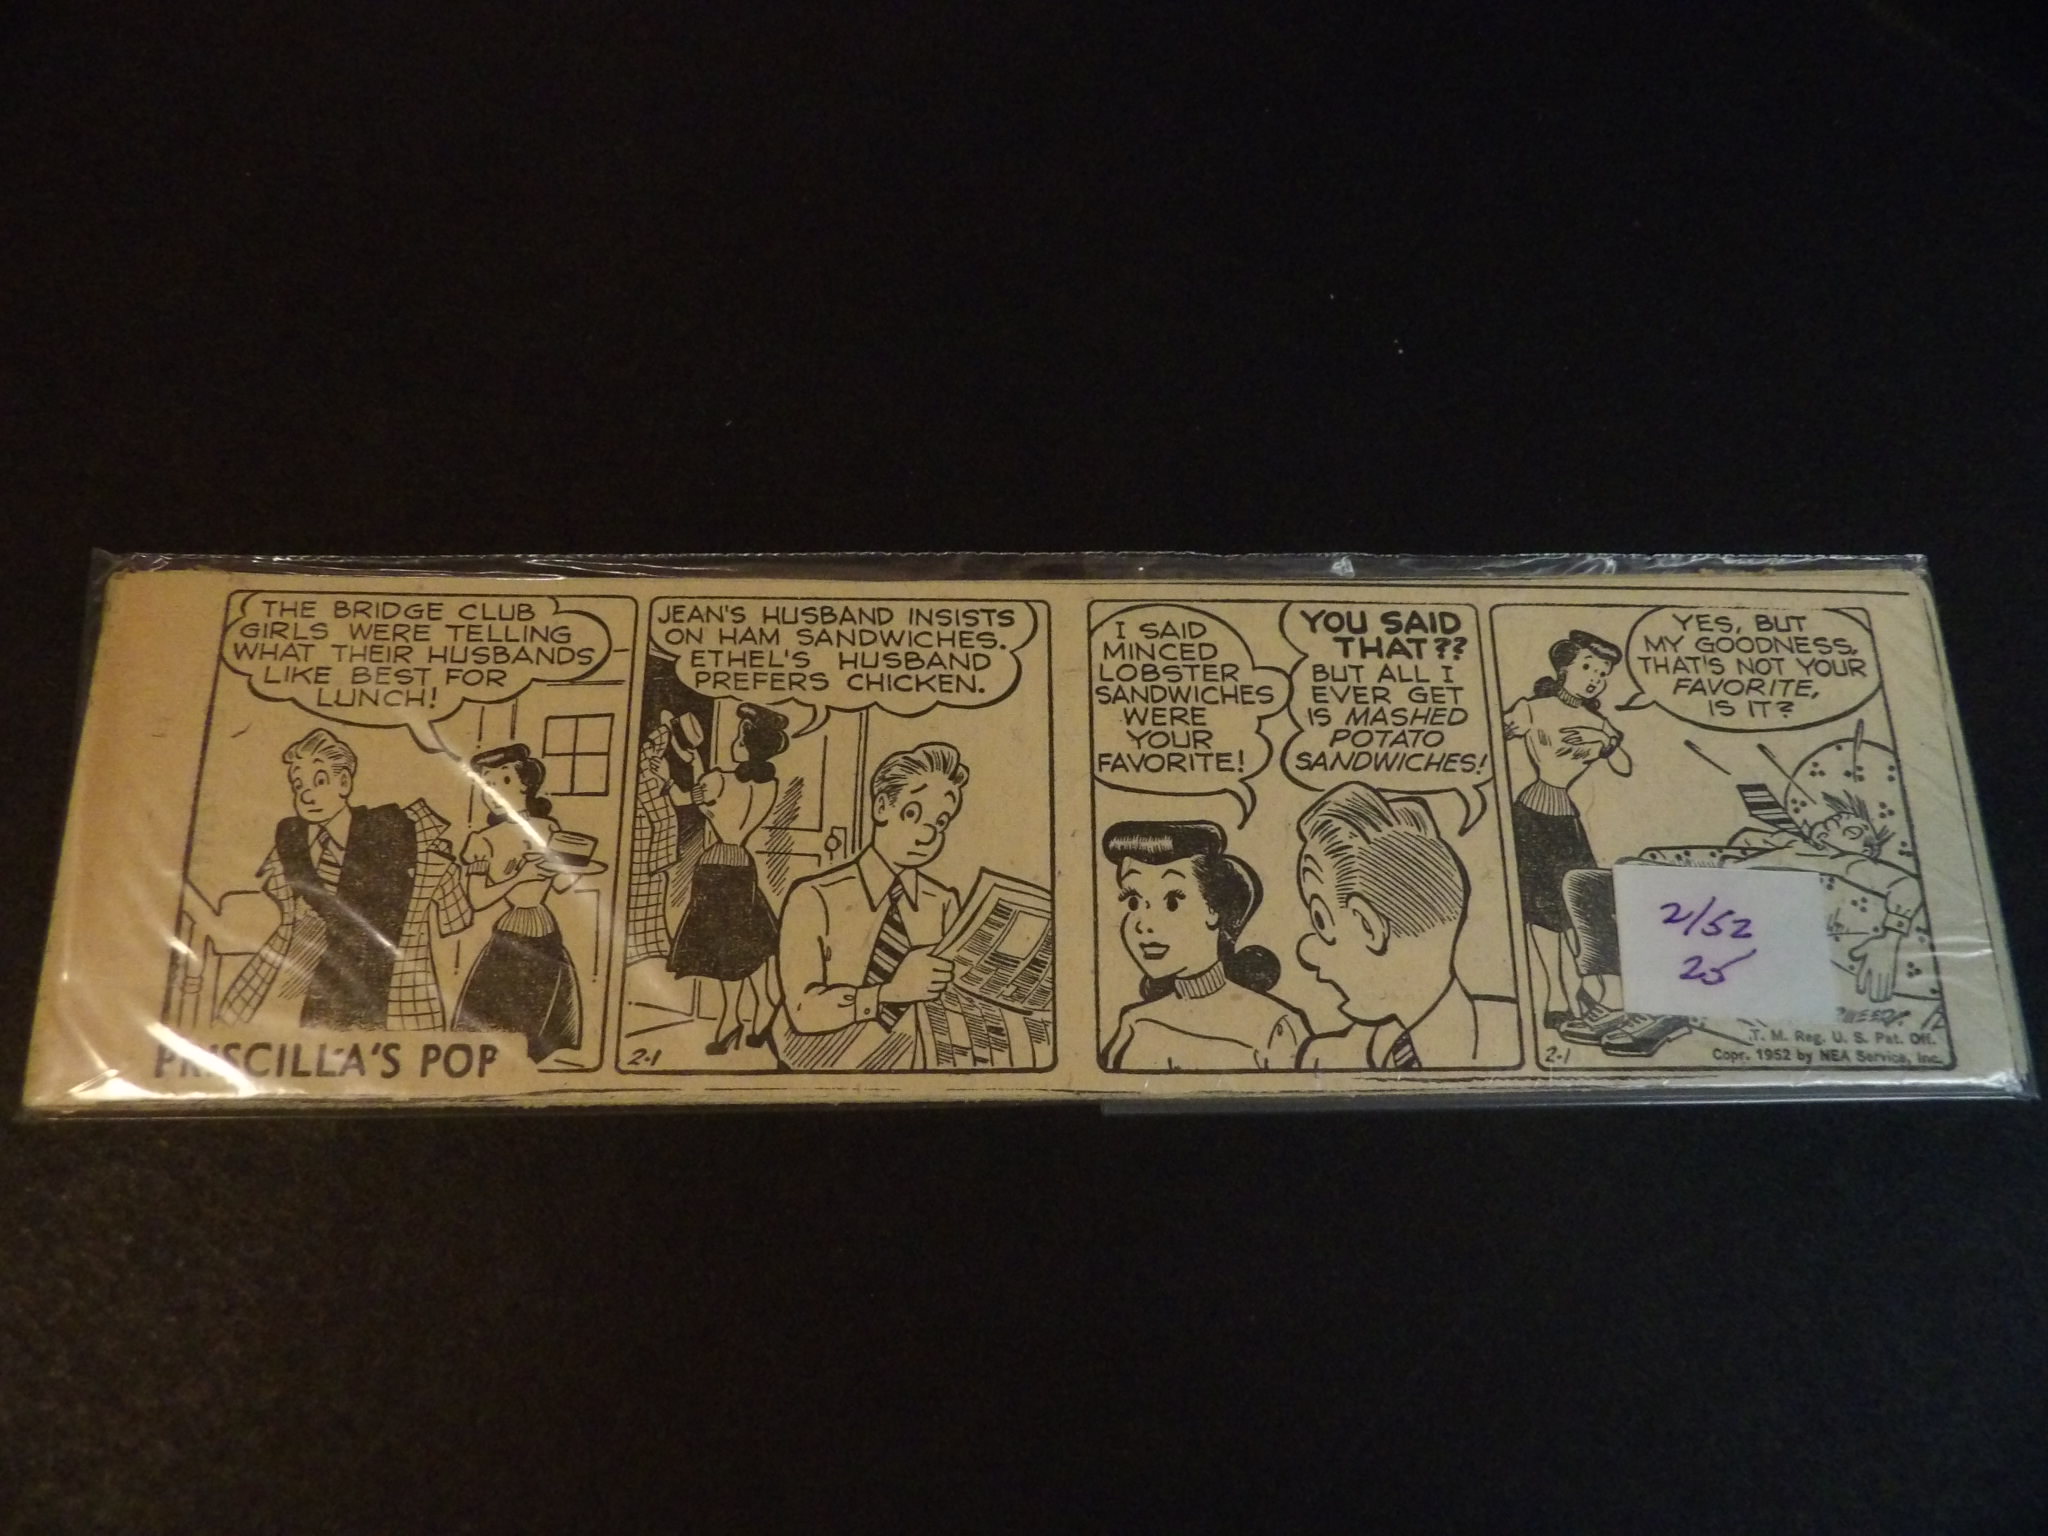 THE BRIDGE CLUB
GIRLS WERE TELLING
WHAT THEIR HUSBANDS
LIKE BEST FOR
LUNCH!
PRISCILLA'S POP
JEAN'S HUSBAND INSISTS
ON HAM SANDWICHES.
ETHEL'S HUSBAND
PREFERS CHICKEN.
2-1
I SAID
MINCED
LOBSTER
SANDWICHES
WERE
YOUR
FAVORITE!
YOU SAID
THAT??
BUT ALL I
EVER GET
IS MASHED
POTATO
SANDWICHES!
YES, BUT
MY GOODNESS,
THAT'S NOT YOUR
FAVORITE,
IS IT?
2/52
25
2-1
T. M. Reg. U. S. Pat. Off.
Copr. 1952 by NEA Service, Inc.